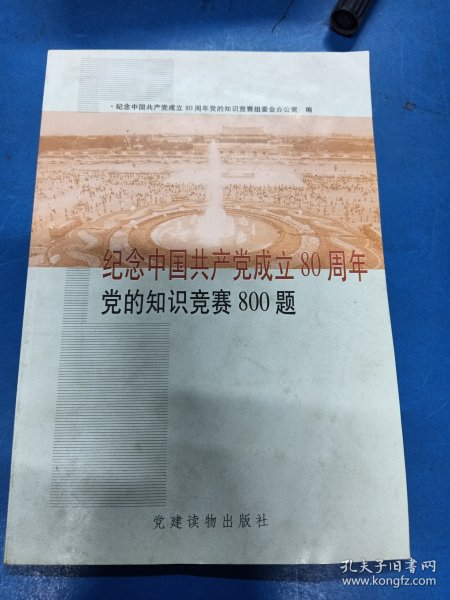 ·纪念中国共产党成立80周年党的知识竞赛组委会办公室 编
纪念中国共产党成立80周年
党的知识竞赛800题
党建读物出版社
孔夫子旧书网
www.kongfz.com